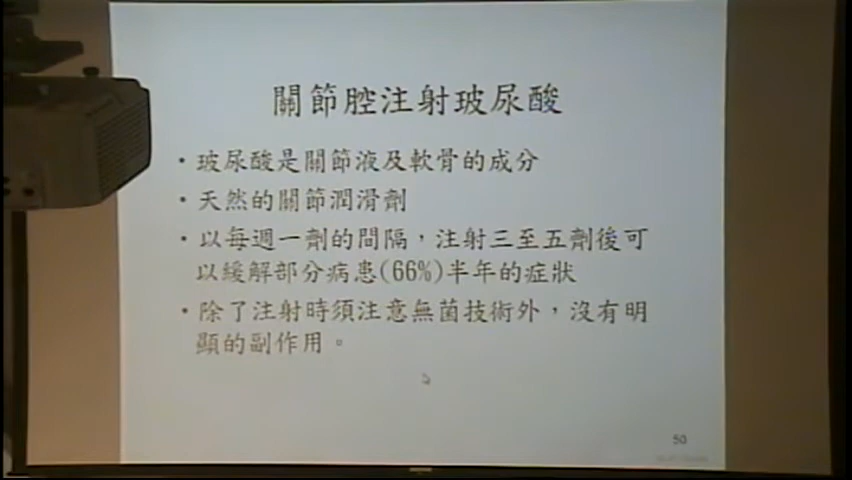 關節腔注射玻尿酸
•玻尿酸是關節液及軟骨的成分
•天然的關節潤滑劑
•以每週一劑的間隔，注射三至五劑後可
以緩解部分病患(66%)半年的症狀
•除了注射時須注意無菌技術外，沒有明
顯的副作用。
50